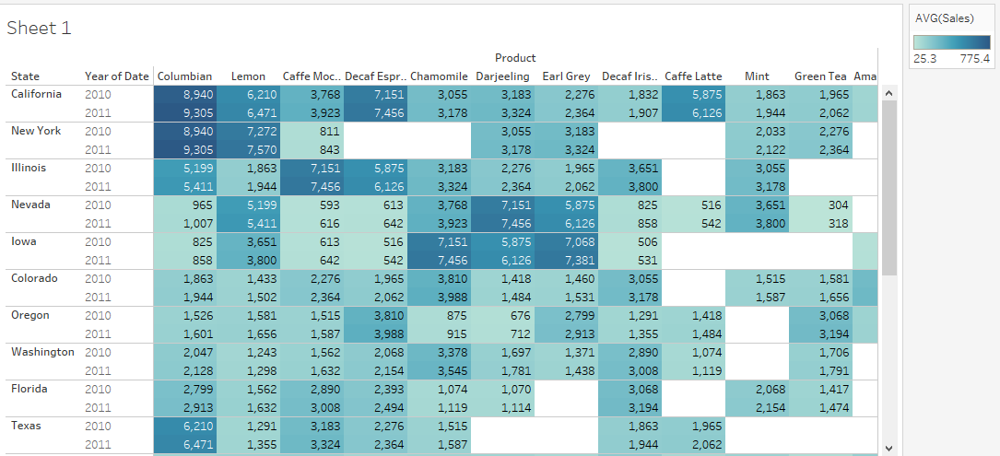 Sheet 1
AVG(Sales)
25.3 775.4
Product
State Year of Date Columbian Lemon Caffe Moc.. Decaf Espr.. Chamomile Darjeeling Earl Grey Decaf Iris.. Caffe Latte Mint Green Tea Ama
California 2010 8,940 6,210 3,768 7,151 3,055 3,183 2,276 1,832 5,875 1,863 1,965
2011 9,305 6,471 3,923 7,456 3,178 3,324 2,364 1,907 6,126 1,944 2,062
New York 2010 8,940 7,272 811 3,055 3,183 2,033 2,276
2011 9,305 7,570 843 3,178 3,324 2,122 2,364
Illinois 2010 5,199 1,863 7,151 5,875 3,183 2,276 1,965 3,651 3,055
2011 5,411 1,944 7,456 6,126 3,324 2,364 2,062 3,800 3,178
Nevada 2010 965 5,199 593 613 3,768 7,151 5,875 825 516 3,651 304
2011 1,007 5,411 616 642 3,923 7,456 6,126 858 542 3,800 318
Iowa 2010 825 3,651 613 516 7,151 5,875 7,068 506
2011 858 3,800 642 542 7,456 6,126 7,381 531
Colorado 2010 1,863 1,433 2,276 1,965 3,810 1,418 1,460 3,055 1,515 1,581
2011 1,944 1,502 2,364 2,062 3,988 1,484 1,531 3,178 1,587 1,656
Oregon 2010 1,526 1,581 1,515 3,810 875 676 2,799 1,291 1,418 3,068
2011 1,601 1,656 1,587 3,988 915 712 2,913 1,355 1,484 3,194
Washington 2010 2,047 1,243 1,562 2,068 3,378 1,697 1,371 2,890 1,074 1,706
2011 2,128 1,298 1,632 2,154 3,545 1,781 1,438 3,008 1,119 1,791
Florida 2010 2,799 1,562 2,890 2,393 1,074 1,070 3,068 2,068 1,417
2011 2,913 1,632 3,008 2,494 1,119 1,114 3,194 2,154 1,474
Texas 2010 6,210 1,291 3,183 2,276 1,515 1,863 1,965
2011 6,471 1,355 3,324 2,364 1,587 1,944 2,062